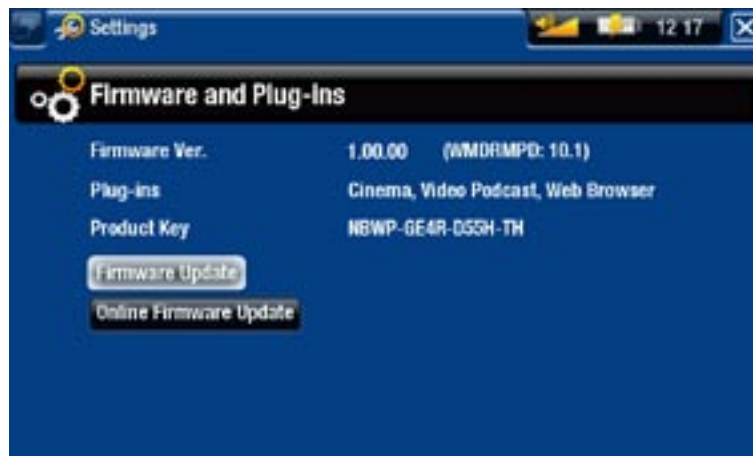 Settings
12 17
Firmware and Plug-ins
Firmware Ver. 1.00.00 (WMDRMPD: 10.1)
Plug-ins Cinema, Video Podcast, Web Browser
Product Key NBWP-GE4R-D55H-TH
Firmware Update
Online Firmware Update